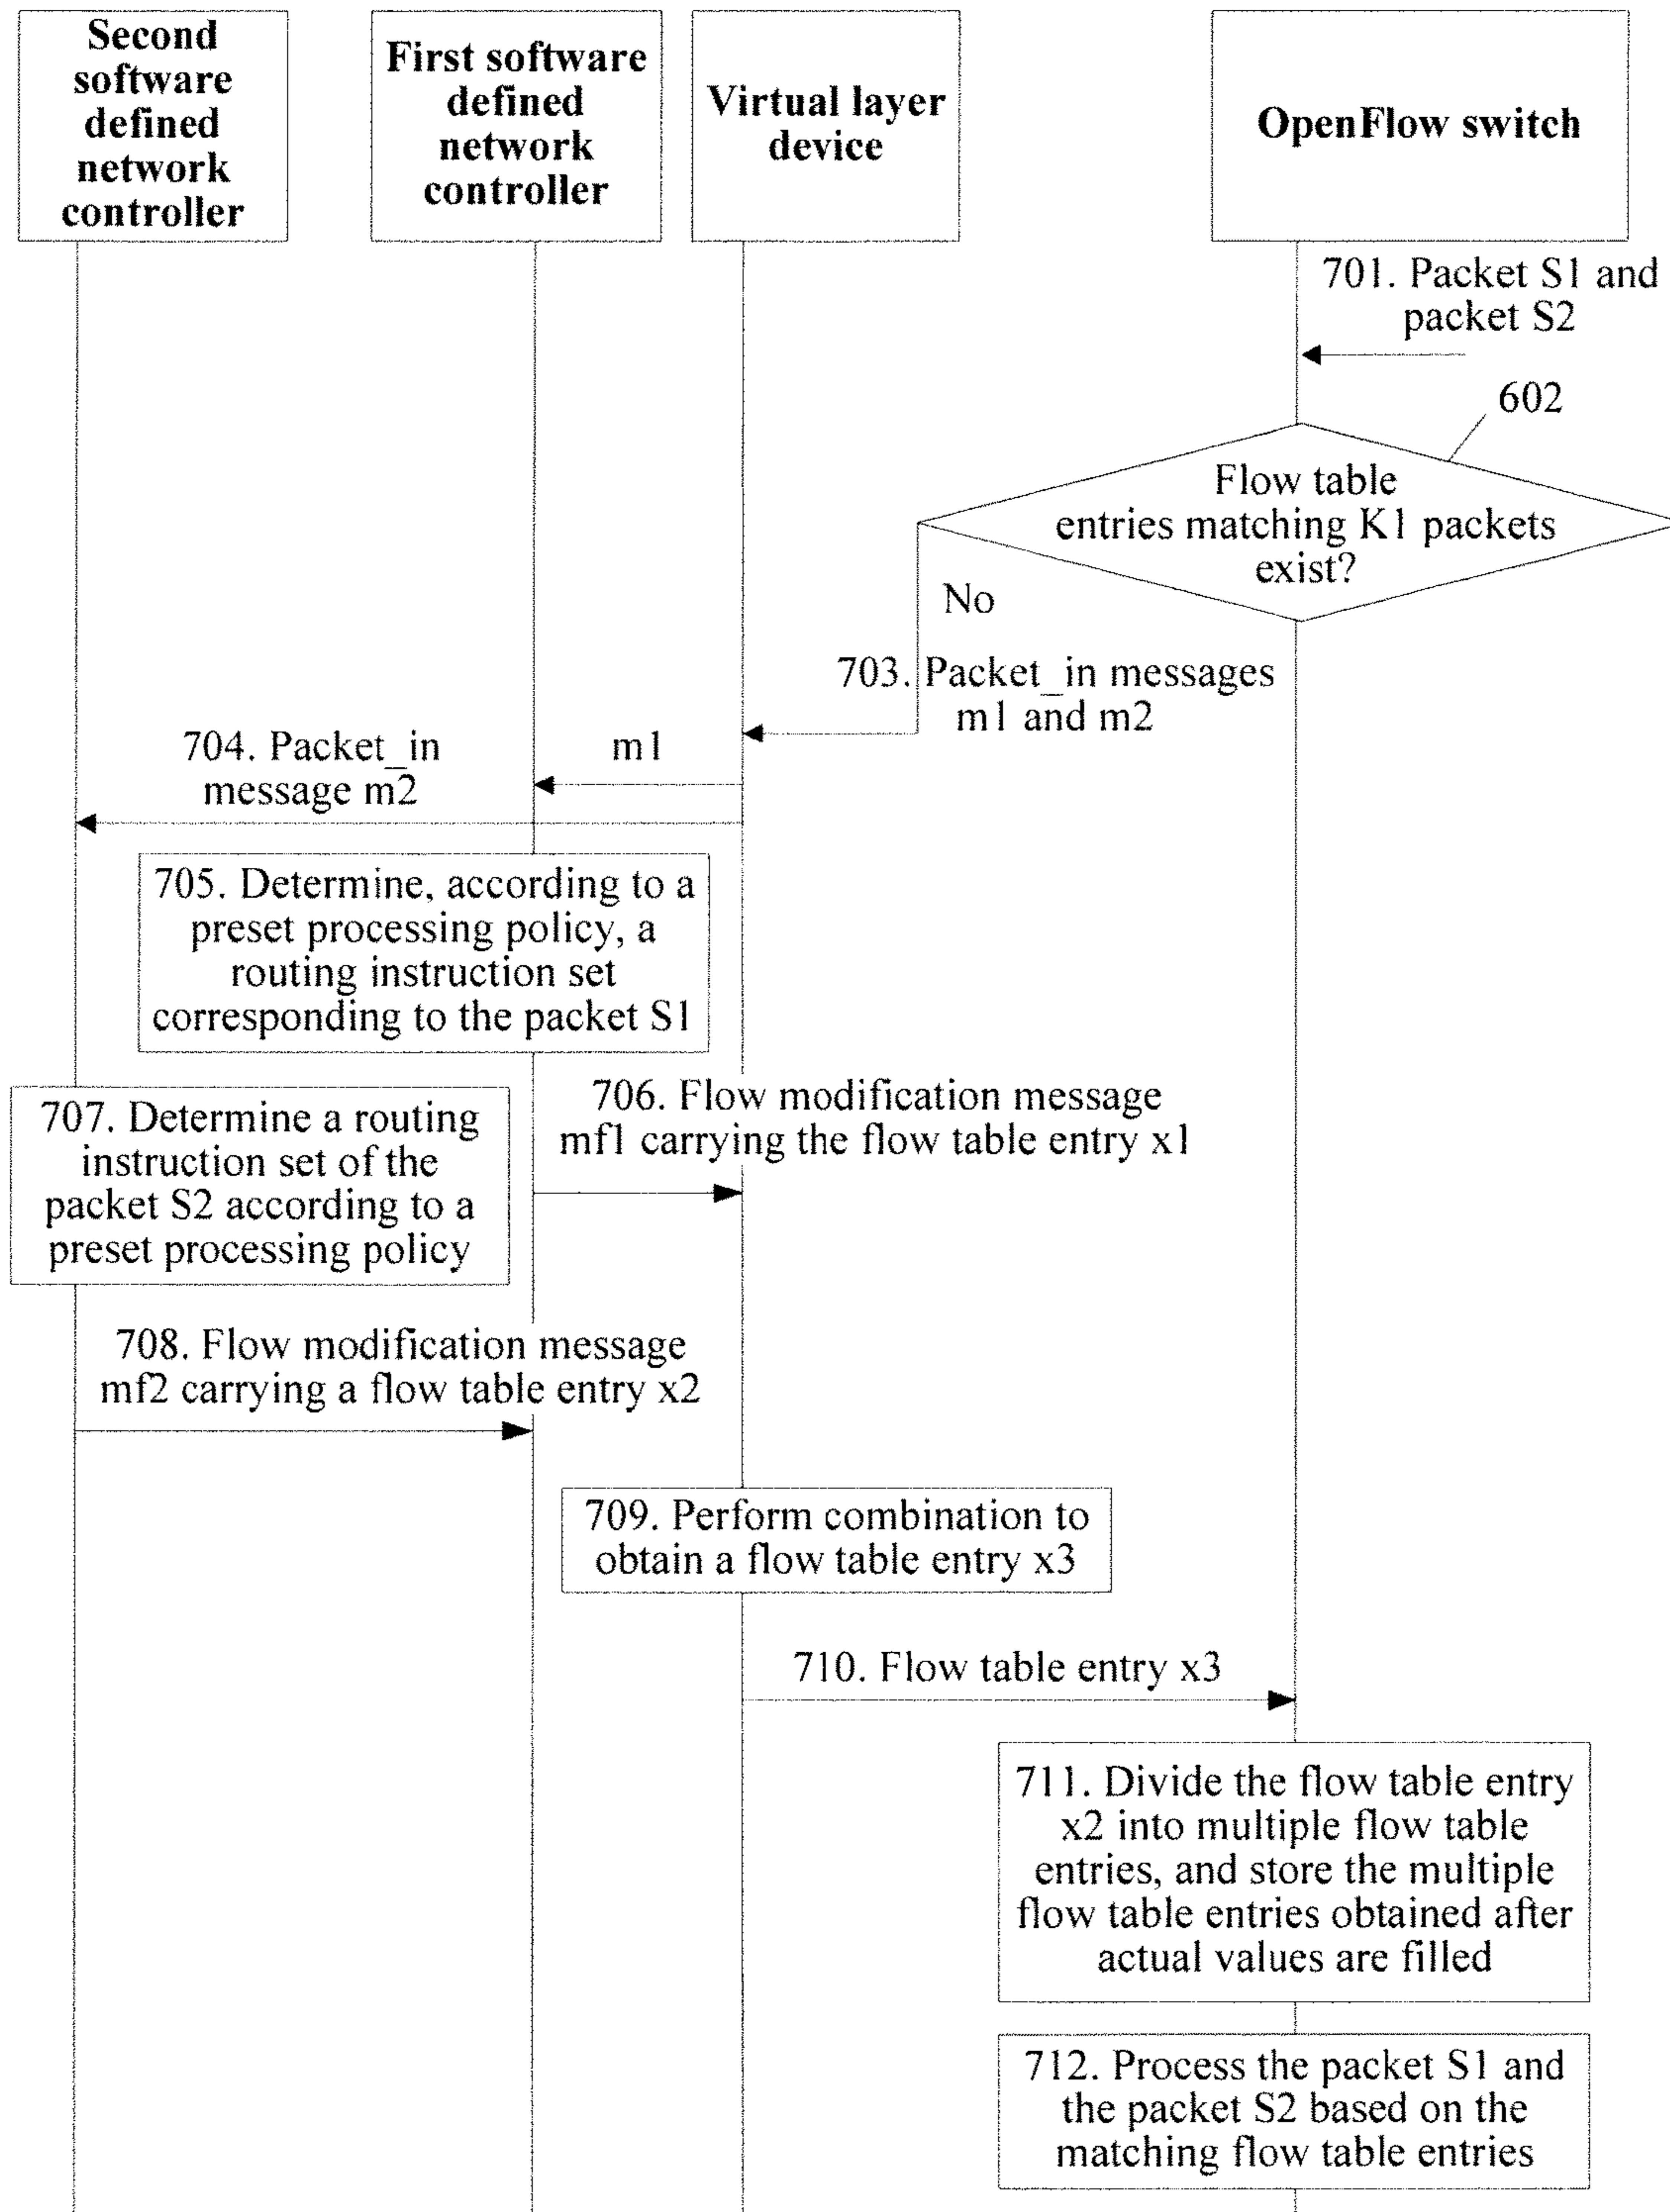 Second
software
defined
network
controller
First software
defined
network
controller
Virtual layer
device
OpenFlow switch
701. Packet S1 and
packet S2
602
Flow table
entries matching K1 packets
exist?
No
703. Packet_in messages
m1 and m2
704. Packet_in
message m2
m1
705. Determine, according to a
preset processing policy, a
routing instruction set
corresponding to the packet S1
706. Flow modification message
mf1 carrying the flow table entry x1
707. Determine a routing
instruction set of the
packet S2 according to a
preset processing policy
708. Flow modification message
mf2 carrying a flow table entry x2
709. Perform combination to
obtain a flow table entry x3
710. Flow table entry x3
711. Divide the flow table entry
x2 into multiple flow table
entries, and store the multiple
flow table entries obtained after
actual values are filled
712. Process the packet S1 and
the packet S2 based on the
matching flow table entries